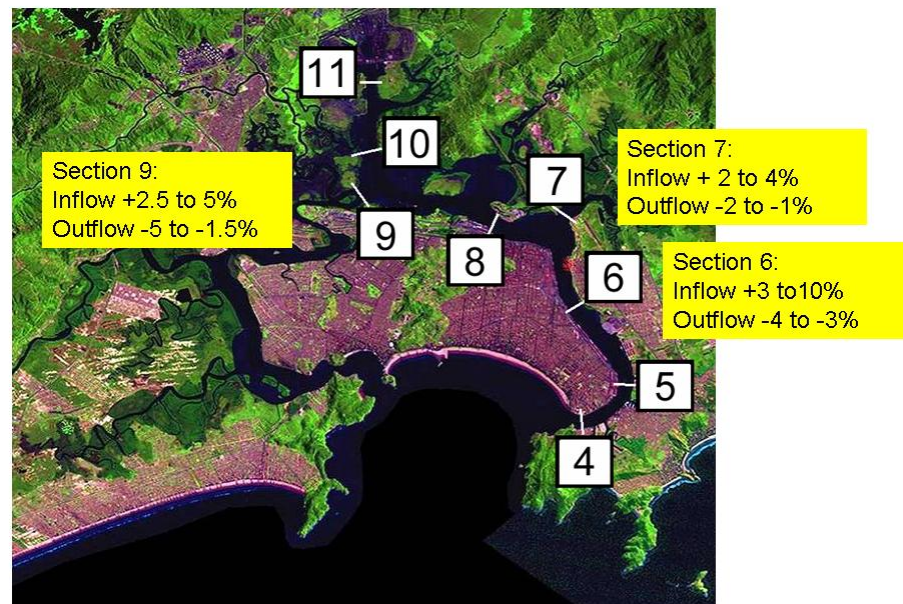 11
10
Section 7:
Inflow + 2 to 4%
Outflow -2 to -1%
Section 9:
Inflow +2.5 to 5%
Outflow -5 to -1.5%
7
9
8
6
Section 6:
Inflow +3 to10%
Outflow -4 to -3%
5
4